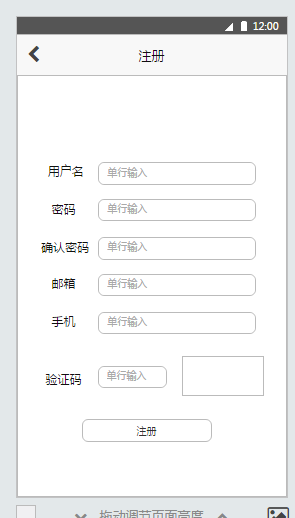 12:00
注册
用户名 单行输入
密码 单行输入
确认密码 单行输入
邮箱 单行输入
手机 单行输入
验证码 单行输入
注册
拖动调节页面高度